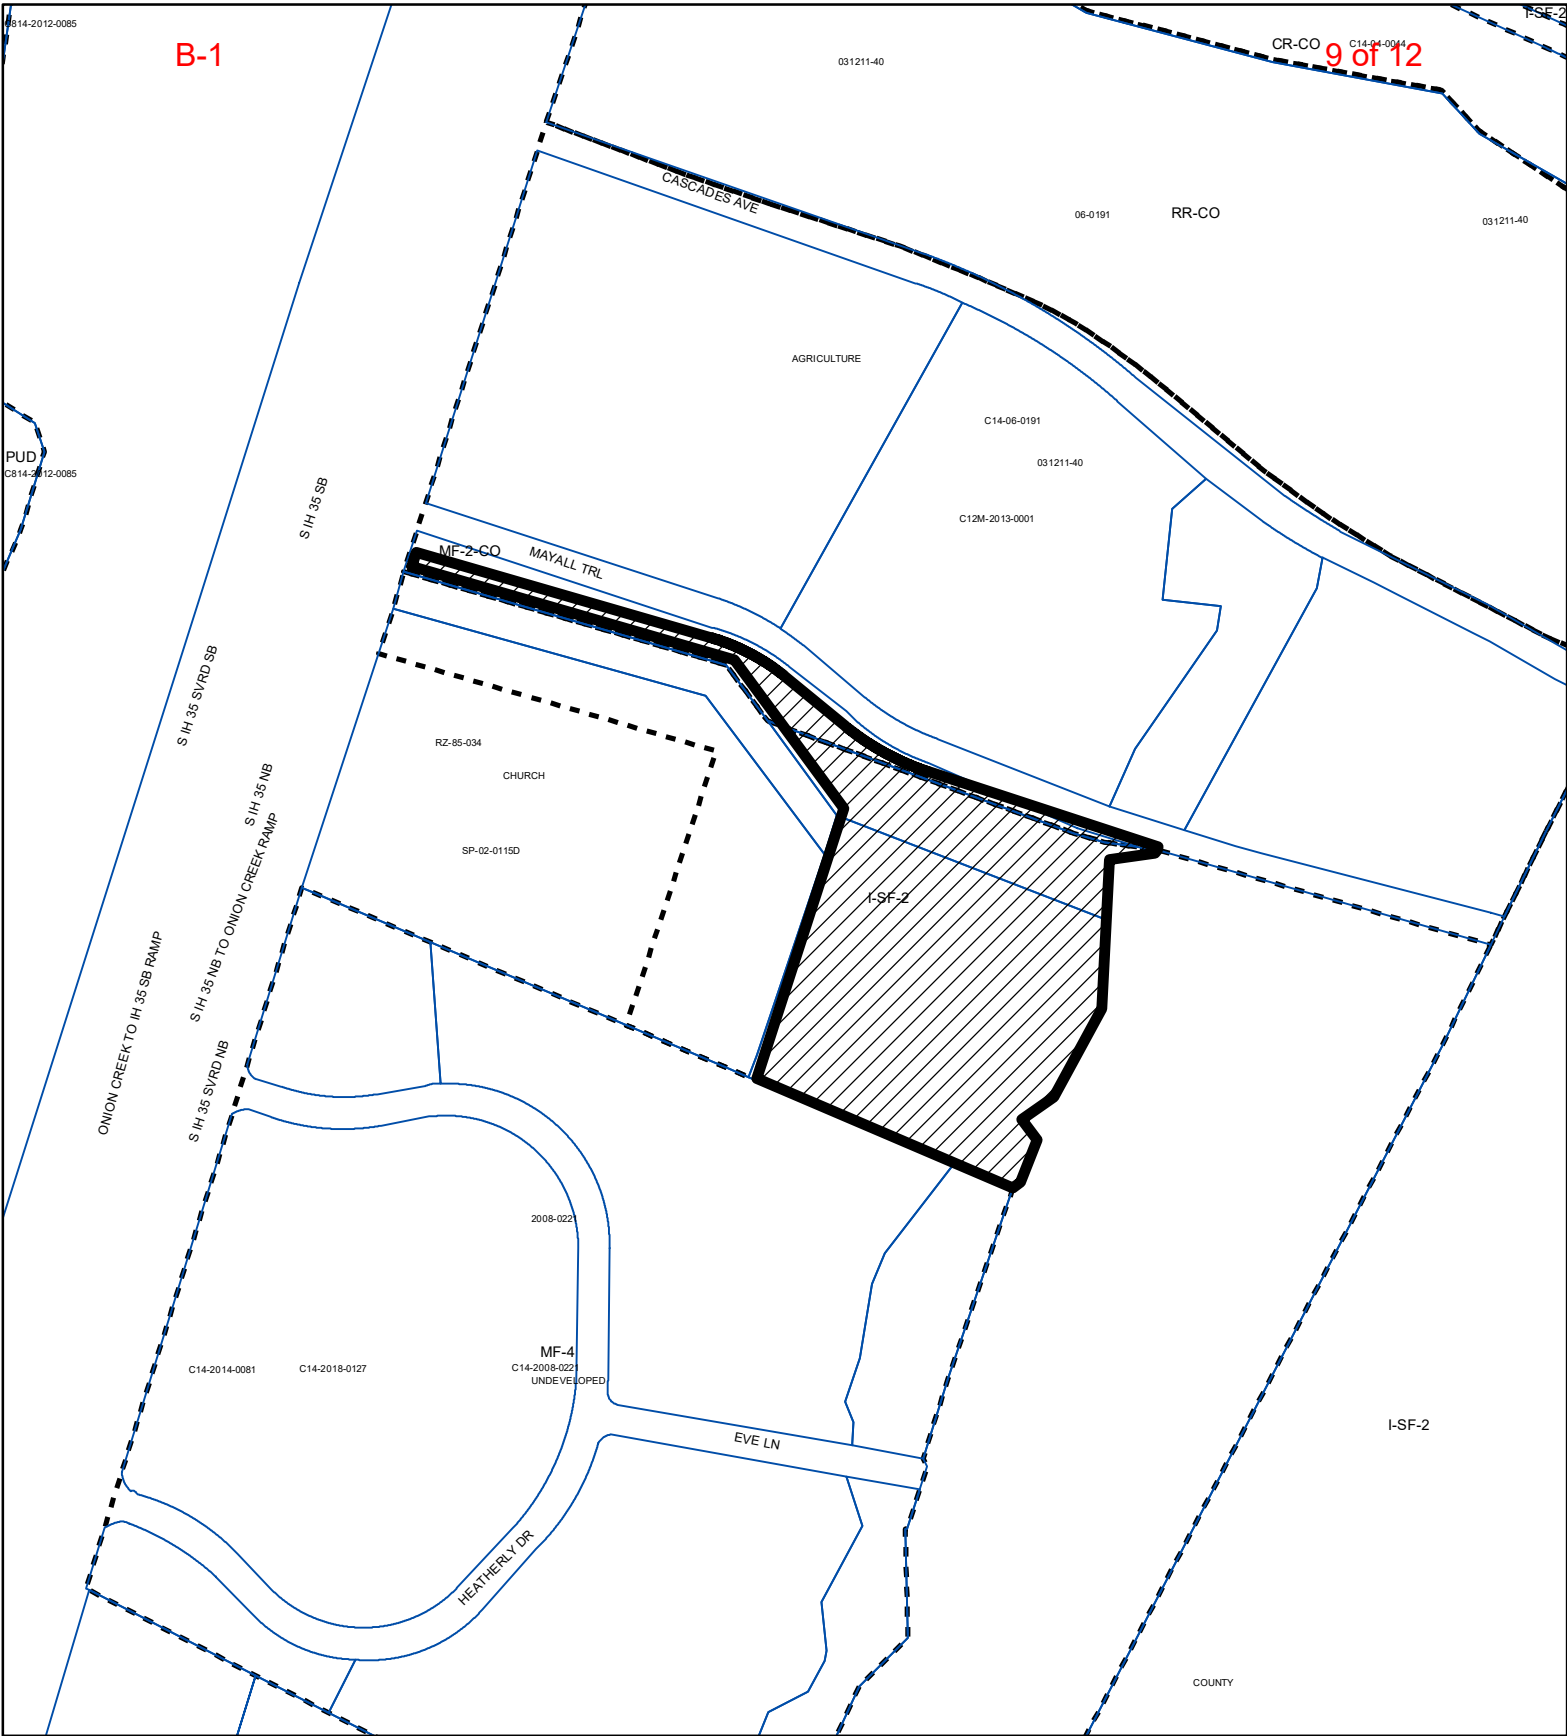 C814-2012-0085
B-1
I-SF-2
CR-CO
C14-04-0044
9 of 12
031211-40
CASCADES AVE
06-0191
RR-CO
031211-40
AGRICULTURE
C14-06-0191
031211-40
C12M-2013-0001
PUD
C814-2012-0085
S IH 35 SB
MF-2-CO
MAYALL TRL
S IH 35 SVRD SB
RZ-85-034
CHURCH
S IH 35 NB
SP-02-0115D
S IH 35 NB TO ONION CREEK RAMP
I-SF-2
ONION CREEK TO IH 35 SB RAMP
S IH 35 SVRD NB
2008-0221
MF-4
C14-2014-0081
C14-2018-0127
C14-2008-0221
UNDEVELOPED
EVE LN
I-SF-2
HEATHERLY DR
COUNTY